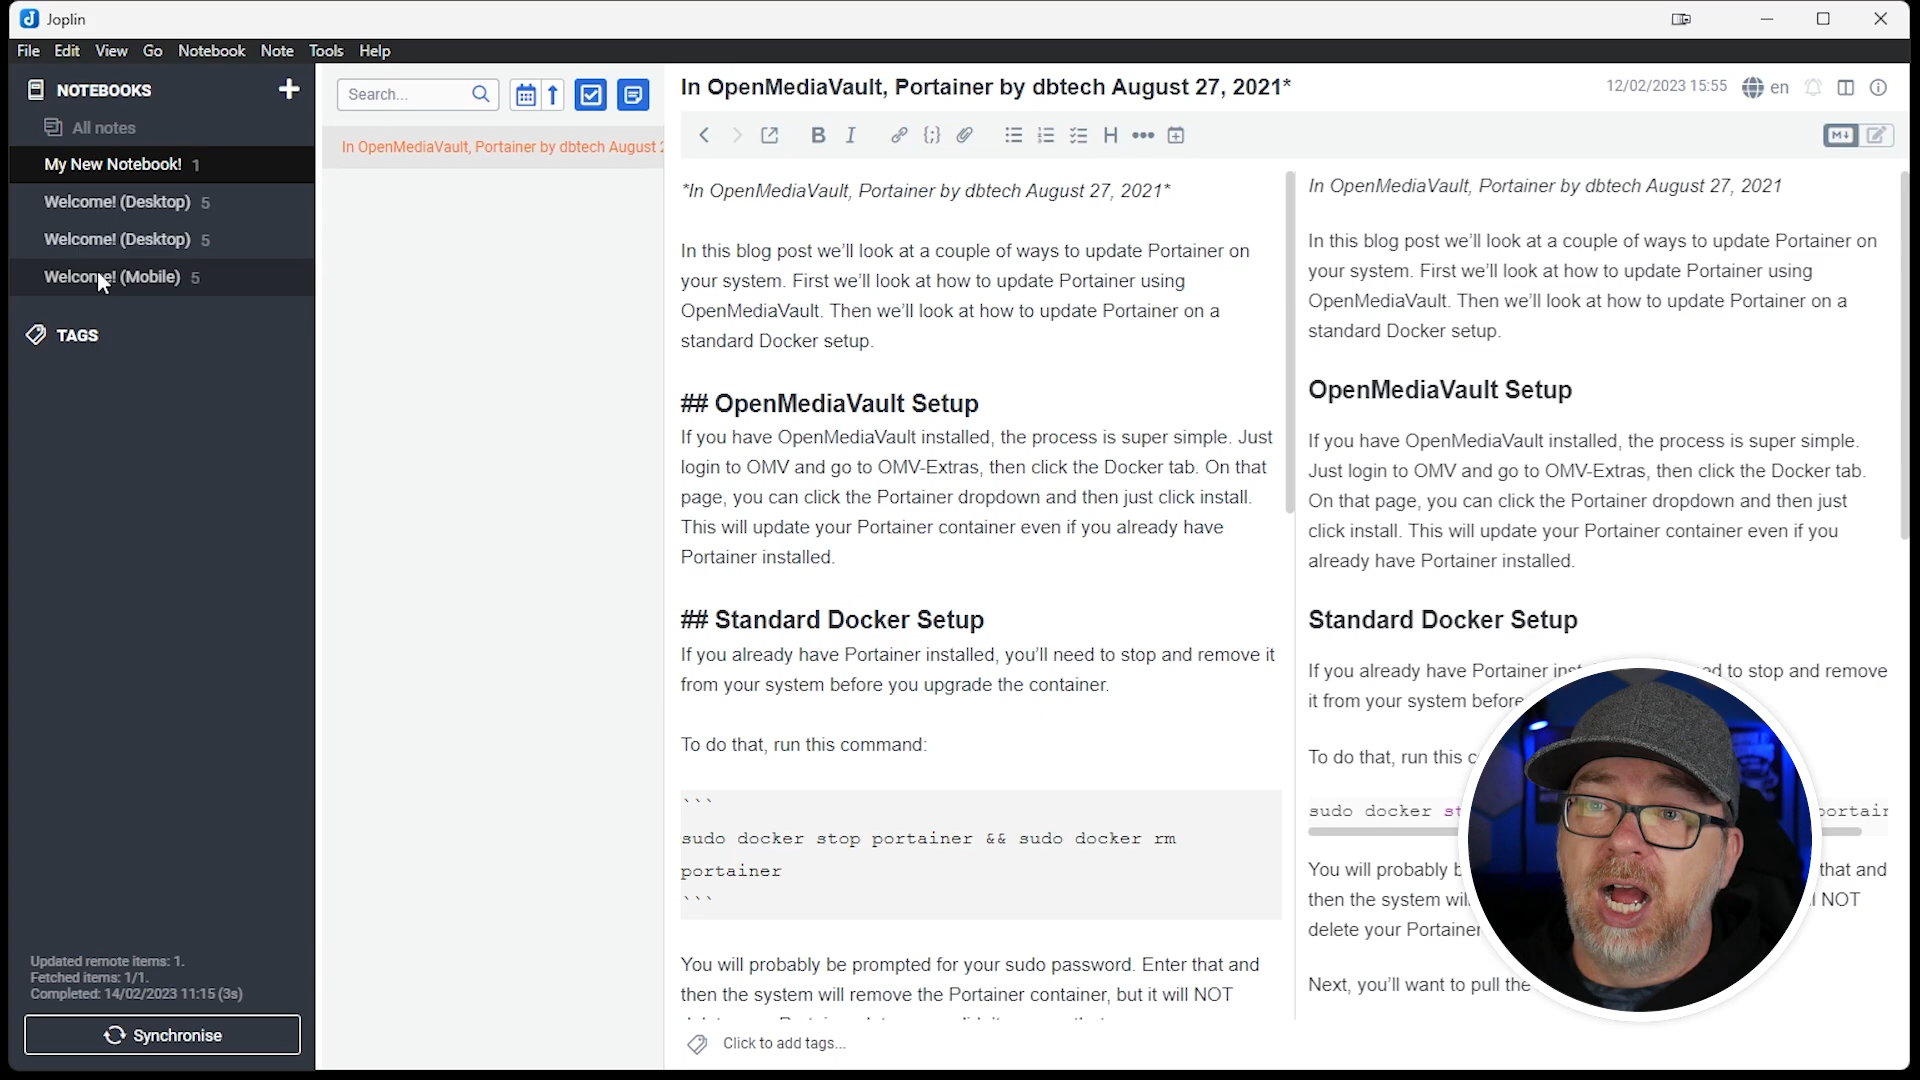 Joplin
File Edit View Go Notebook Note Tools Help
NOTEBOOKS
All notes
My New Notebook! 1
Welcome! (Desktop) 5
Welcome! (Desktop) 5
Welcome! (Mobile) 5
TAGS
Updated remote items: 1.
Fetched items: 1/1.
Completed: 14/02/2023 11:15 (3s)
Synchronise
Search...
In OpenMediaVault, Portainer by dbtech August
In OpenMediaVault, Portainer by dbtech August 27, 2021*
12/02/2023 15:55 en
*In OpenMediaVault, Portainer by dbtech August 27, 2021*
In this blog post we'll look at a couple of ways to update Portainer on
your system. First we'll look at how to update Portainer using
OpenMediaVault. Then we'll look at how to update Portainer on a
standard Docker setup.
## OpenMediaVault Setup
If you have OpenMediaVault installed, the process is super simple. Just
login to OMV and go to OMV-Extras, then click the Docker tab. On that
page, you can click the Portainer dropdown and then just click install.
This will update your Portainer container even if you already have
Portainer installed.
## Standard Docker Setup
If you already have Portainer installed, you'll need to stop and remove it
from your system before you upgrade the container.
To do that, run this command:
```
sudo docker stop portainer && sudo docker rm
portainer
```
You will probably be prompted for your sudo password. Enter that and
then the system will remove the Portainer container, but it will NOT
Click to add tags...
In OpenMediaVault, Portainer by dbtech August 27, 2021
In this blog post we'll look at a couple of ways to update Portainer on
your system. First we'll look at how to update Portainer using
OpenMediaVault. Then we'll look at how to update Portainer on a
standard Docker setup.
OpenMediaVault Setup
If you have OpenMediaVault installed, the process is super simple.
Just login to OMV and go to OMV-Extras, then click the Docker tab.
On that page, you can click the Portainer dropdown and then just
click install. This will update your Portainer container even if you
already have Portainer installed.
Standard Docker Setup
If you already have Portainer to stop and remove
it from your system before
To do that, run this
sudo docker
You will probably that and
then the system NOT
delete your Portainer
Next, you'll want to pull the